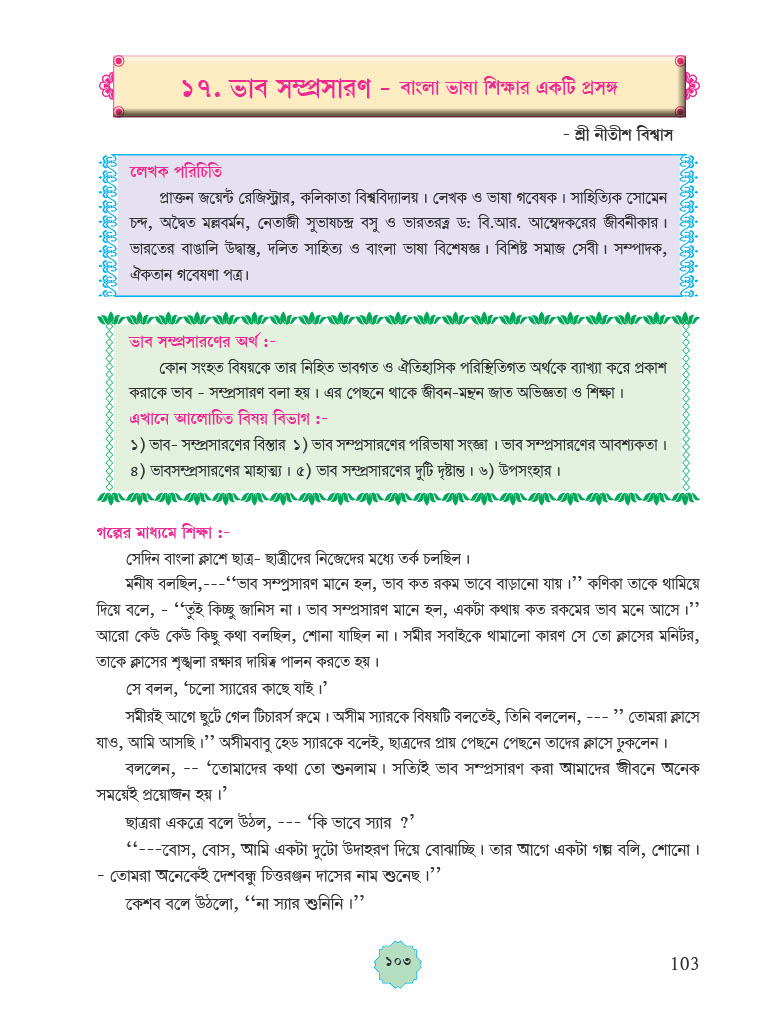 ১৭. ভাব সম্প্রসারণ - বাংলা ভাষা শিক্ষার একটি প্রসঙ্গ
- শ্রী নীতীশ বিশ্বাস
লেখক পরিচিতি
প্রাক্তন জয়েন্ট রেজিস্ট্রার, কলিকাতা বিশ্ববিদ্যালয়। লেখক ও ভাষা গবেষক। সাহিত্যিক সোমেন
চন্দ, অদ্বৈত মল্লবর্মন, নেতাজী সুভাষচন্দ্র বসু ও ভারতরত্ন ড: বি.আর. আম্বেদকরের জীবনীকার।
ভারতের বাঙালি উদ্বাস্তু, দলিত সাহিত্য ও বাংলা ভাষা বিশেষজ্ঞ। বিশিষ্ট সমাজ সেবী। সম্পাদক,
ঐকতান গবেষণা পত্র।
ভাব সম্প্রসারণের অর্থ :-
কোন সংহত বিষয়কে তার নিহিত ভাবগত ও ঐতিহাসিক পরিস্থিতিগত অর্থকে ব্যাখ্যা করে প্রকাশ
করাকে ভাব - সম্প্রসারণ বলা হয়। এর পেছনে থাকে জীবন-মন্থন জাত অভিজ্ঞতা ও শিক্ষা।
এখানে আলোচিত বিষয় বিভাগ :-
১) ভাব- সম্প্রসারণের বিস্তার ১) ভাব সম্প্রসারণের পরিভাষা সংজ্ঞা । ভাব সম্প্রসারণের আবশ্যকতা।
৪) ভাবসম্প্রসারণের মাহাত্ম্য। ৫) ভাব সম্প্রসারণের দুটি দৃষ্টান্ত। ৬) উপসংহার।
গল্পের মাধ্যমে শিক্ষা :-
সেদিন বাংলা ক্লাশে ছাত্র- ছাত্রীদের নিজেদের মধ্যে তর্ক চলছিল।
মনীষ বলছিল,---‘‘ভাব সম্প্রসারণ মানে হল, ভাব কত রকম ভাবে বাড়ানো যায়।’’ কণিকা তাকে থামিয়ে
দিয়ে বলে, - ‘‘তুই কিচ্ছু জানিস না। ভাব সম্প্রসারণ মানে হল, একটা কথায় কত রকমের ভাব মনে আসে।’’
আরো কেউ কেউ কিছু কথা বলছিল, শোনা যাছিল না। সমীর সবাইকে থামালো কারণ সে তো ক্লাসের মনিটর,
তাকে ক্লাসের শৃঙ্খলা রক্ষার দায়িত্ব পালন করতে হয়।
সে বলল, ‘চলো স্যারের কাছে যাই।’
সমীরই আগে ছুটে গেল টিচারর্স রুমে। অসীম স্যারকে বিষয়টি বলতেই, তিনি বললেন, --- ’’ তোমরা ক্লাসে
যাও, আমি আসছি।’’ অসীমবাবু হেড স্যারকে বলেই, ছাত্রদের প্রায় পেছনে পেছনে তাদের ক্লাসে ঢুকলেন।
বললেন, -- ‘তোমাদের কথা তো শুনলাম। সত্যিই ভাব সম্প্রসারণ করা আমাদের জীবনে অনেক
সময়েই প্রয়োজন হয়।’
ছাত্ররা একত্রে বলে উঠল, --- ‘কি ভাবে স্যার ?’
‘‘---বোস, বোস, আমি একটা দুটো উদাহরণ দিয়ে বোঝাচ্ছি। তার আগে একটা গল্প বলি, শোনো।
- তোমরা অনেকেই দেশবন্ধু চিত্তরঞ্জন দাসের নাম শুনেছ।’’
কেশব বলে উঠলো, ‘‘না স্যার শুনিনি।’’
১০৩
103